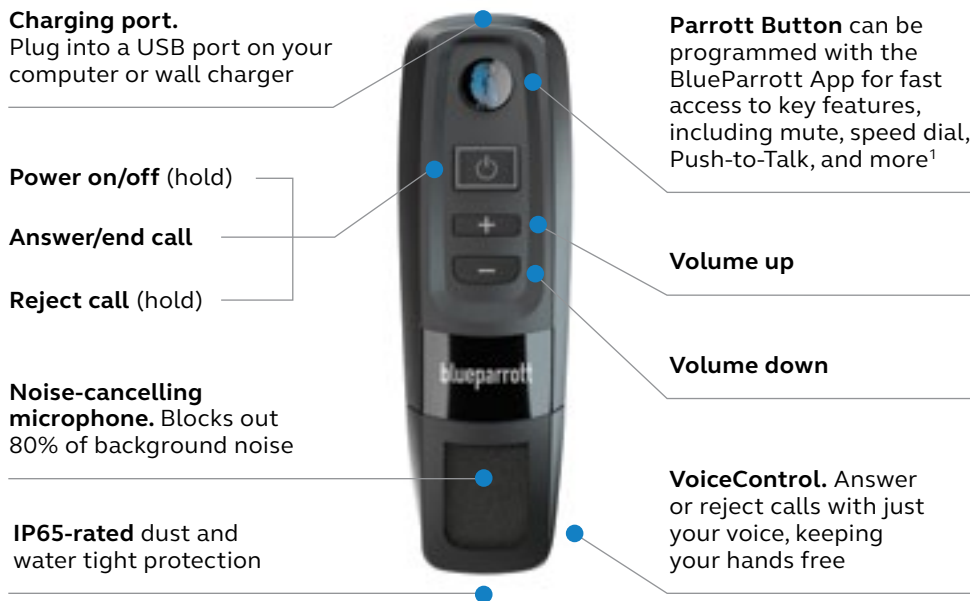 Charging port.
Plug into a USB port on your
computer or wall charger
Power on/off (hold)
Answer/end call
Reject call (hold)
Noise-cancelling
microphone. Blocks out
80% of background noise
IP65-rated dust and
water tight protection
+
−
blueparrott
Parrott Button can be
programmed with the
BlueParrott App for fast
access to key features,
including mute, speed dial,
Push-to-Talk, and more¹
Volume up
Volume down
VoiceControl. Answer
or reject calls with just
your voice, keeping
your hands free